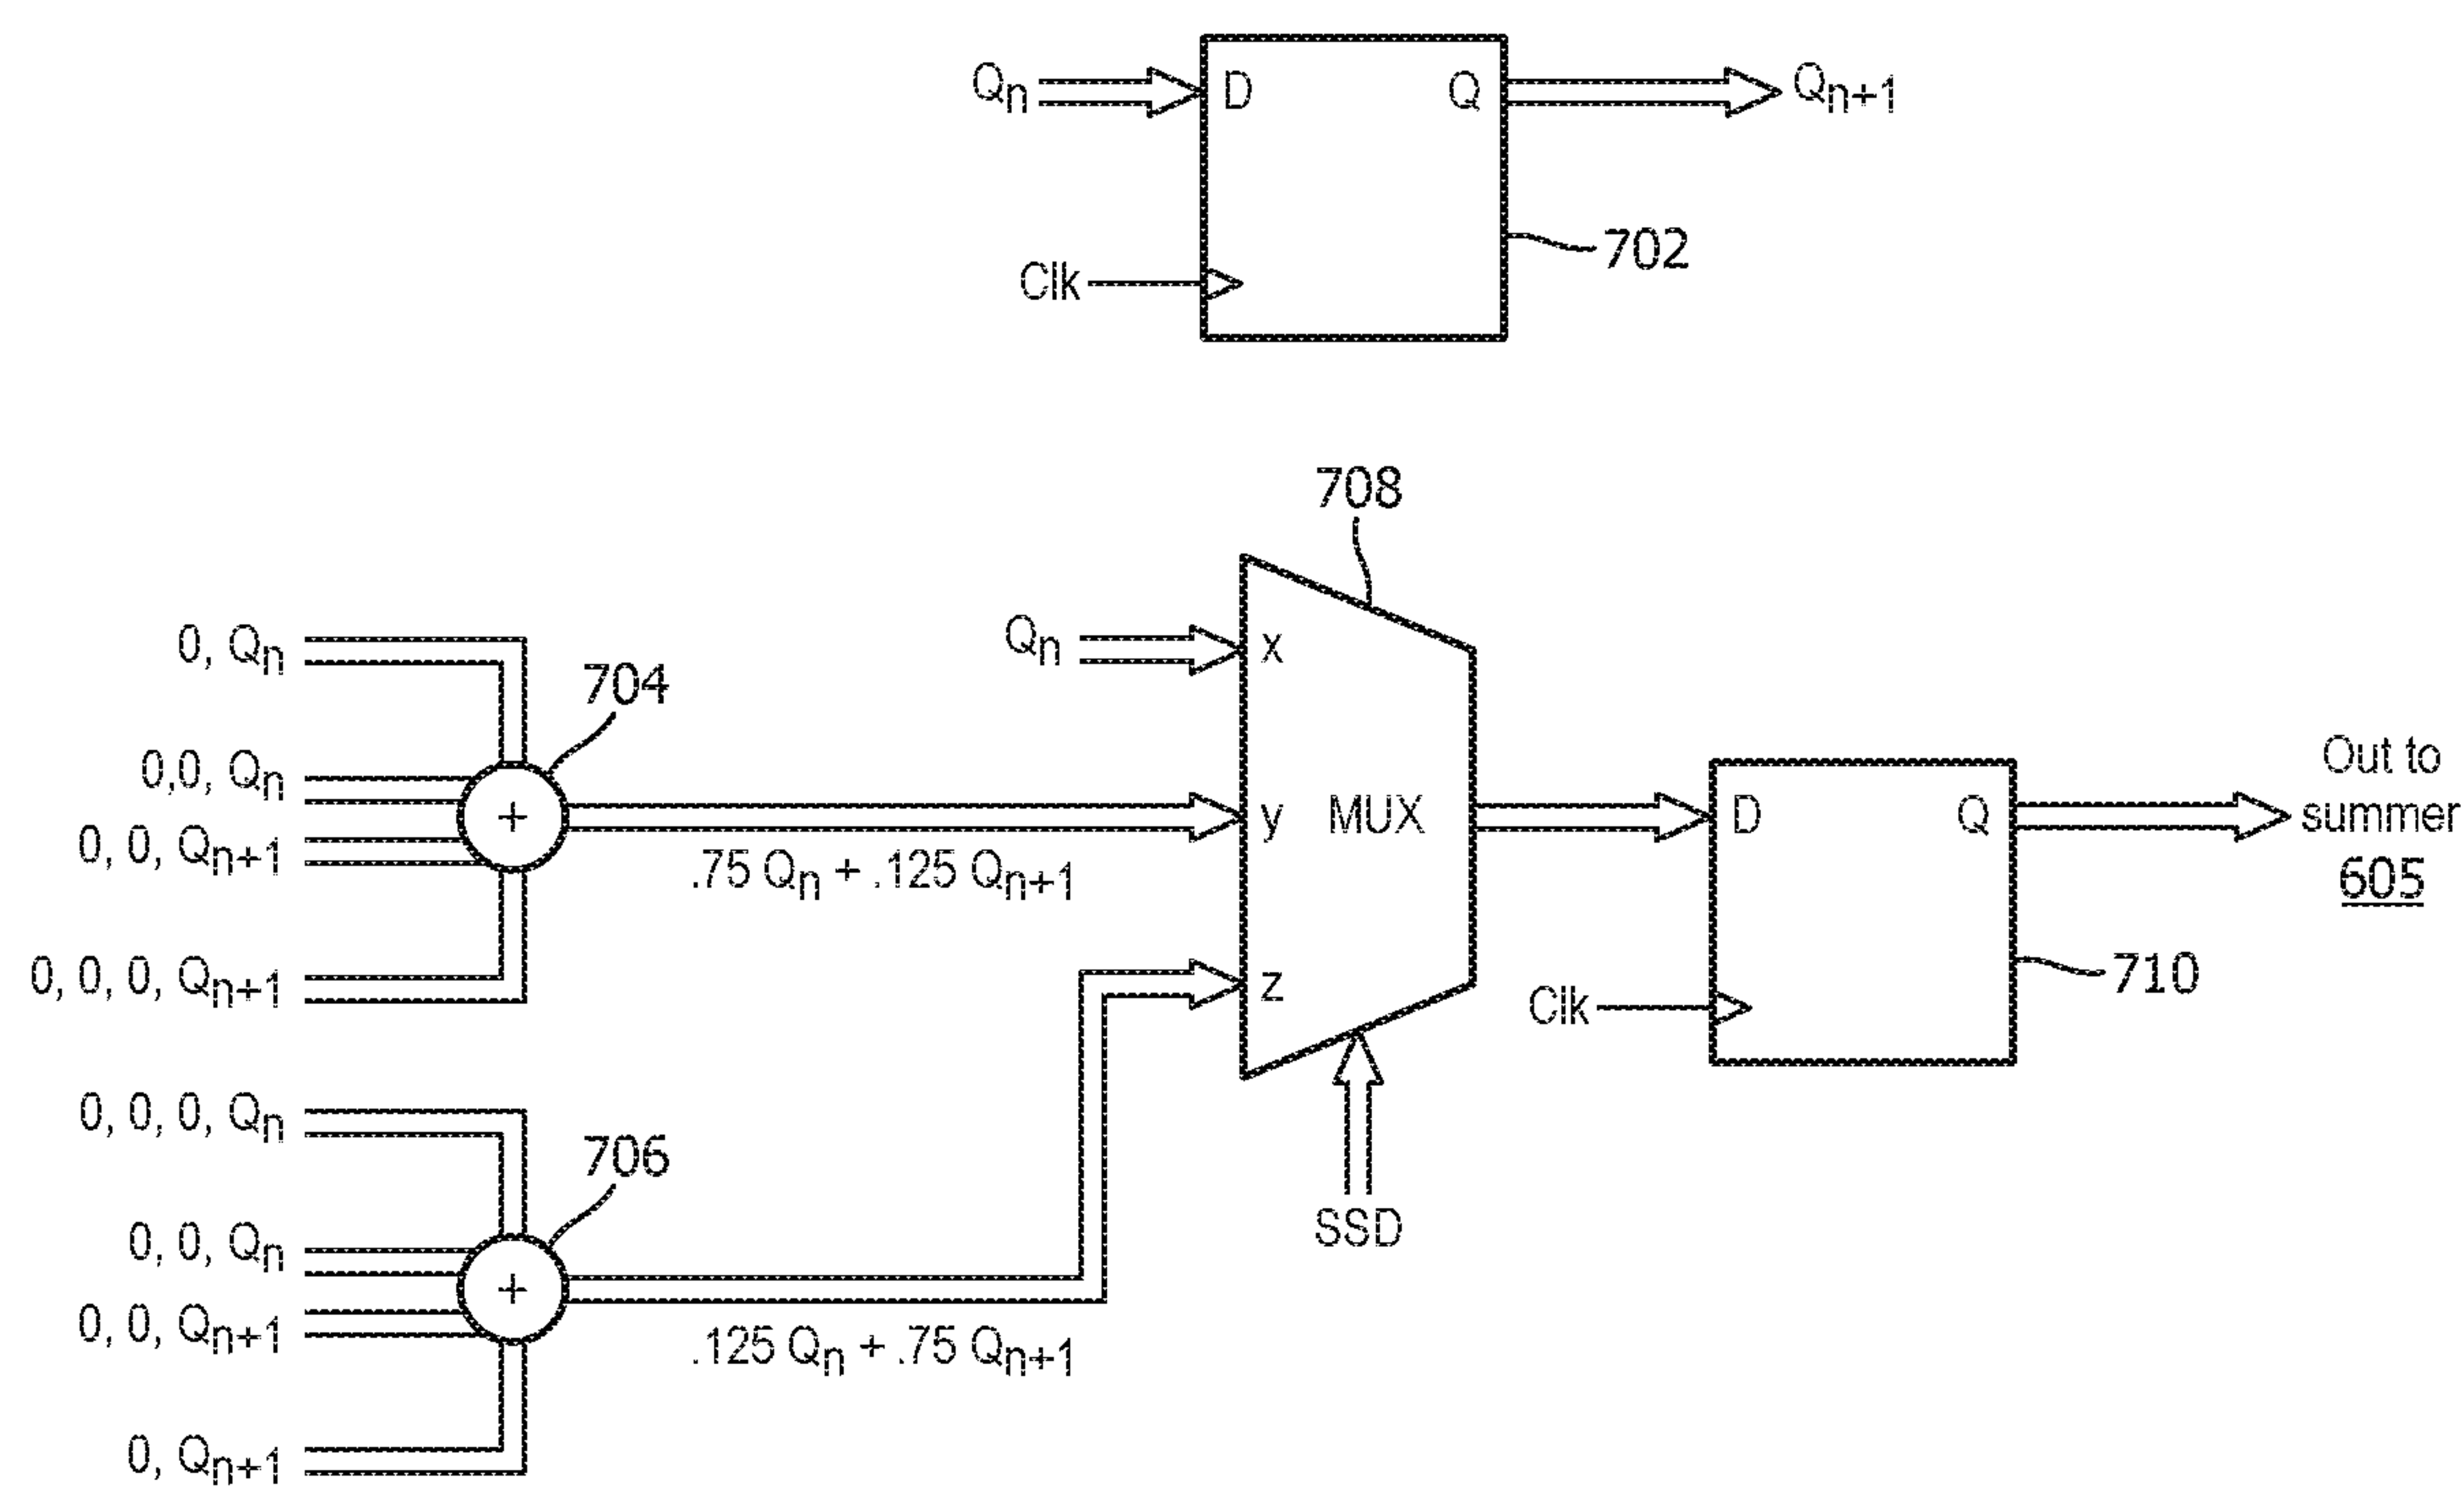 Qn D Q Qn+1
702
Clk
708
0, Qn
Qn x
704
0,0, Qn
Out to
y MUX D Q summer
0, 0, Qn+1
.75 Qn + .125 Qn+1
605
0, 0, 0, Qn+1
z
Clk
710
0, 0, 0, Qn
706
SSD
0, 0, Qn
+
+
0, 0, Qn+1
.125 Qn + .75 Qn+1
0, Qn+1